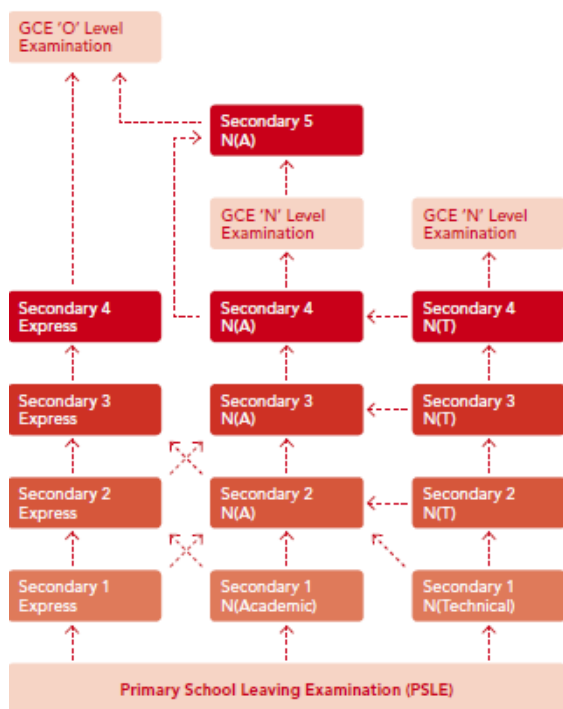 GCE 'O' Level
Examination
Secondary 5
N(A)
GCE 'N' Level
Examination
GCE 'N' Level
Examination
Secondary 4
Express
Secondary 4
N(A)
Secondary 4
N(T)
Secondary 3
Express
Secondary 3
N(A)
Secondary 3
N(T)
Secondary 2
Express
Secondary 2
N(A)
Secondary 2
N(T)
Secondary 1
Express
Secondary 1
N(Academic)
Secondary 1
N(Technical)
Primary School Leaving Examination (PSLE)